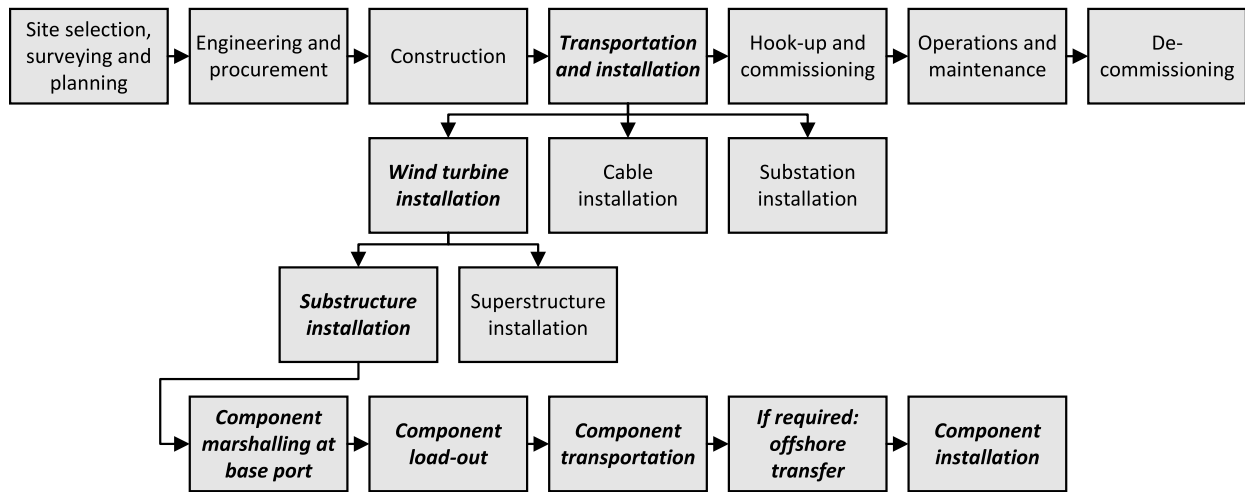 Site selection,
surveying and
planning
Engineering and
procurement
Construction
Transportation
and installation
Hook-up and
commissioning
Operations and
maintenance
De-
commissioning
Wind turbine
installation
Cable
installation
Substation
installation
Substructure
installation
Superstructure
installation
Component
marshalling at
base port
Component
load-out
Component
transportation
If required:
offshore
transfer
Component
installation